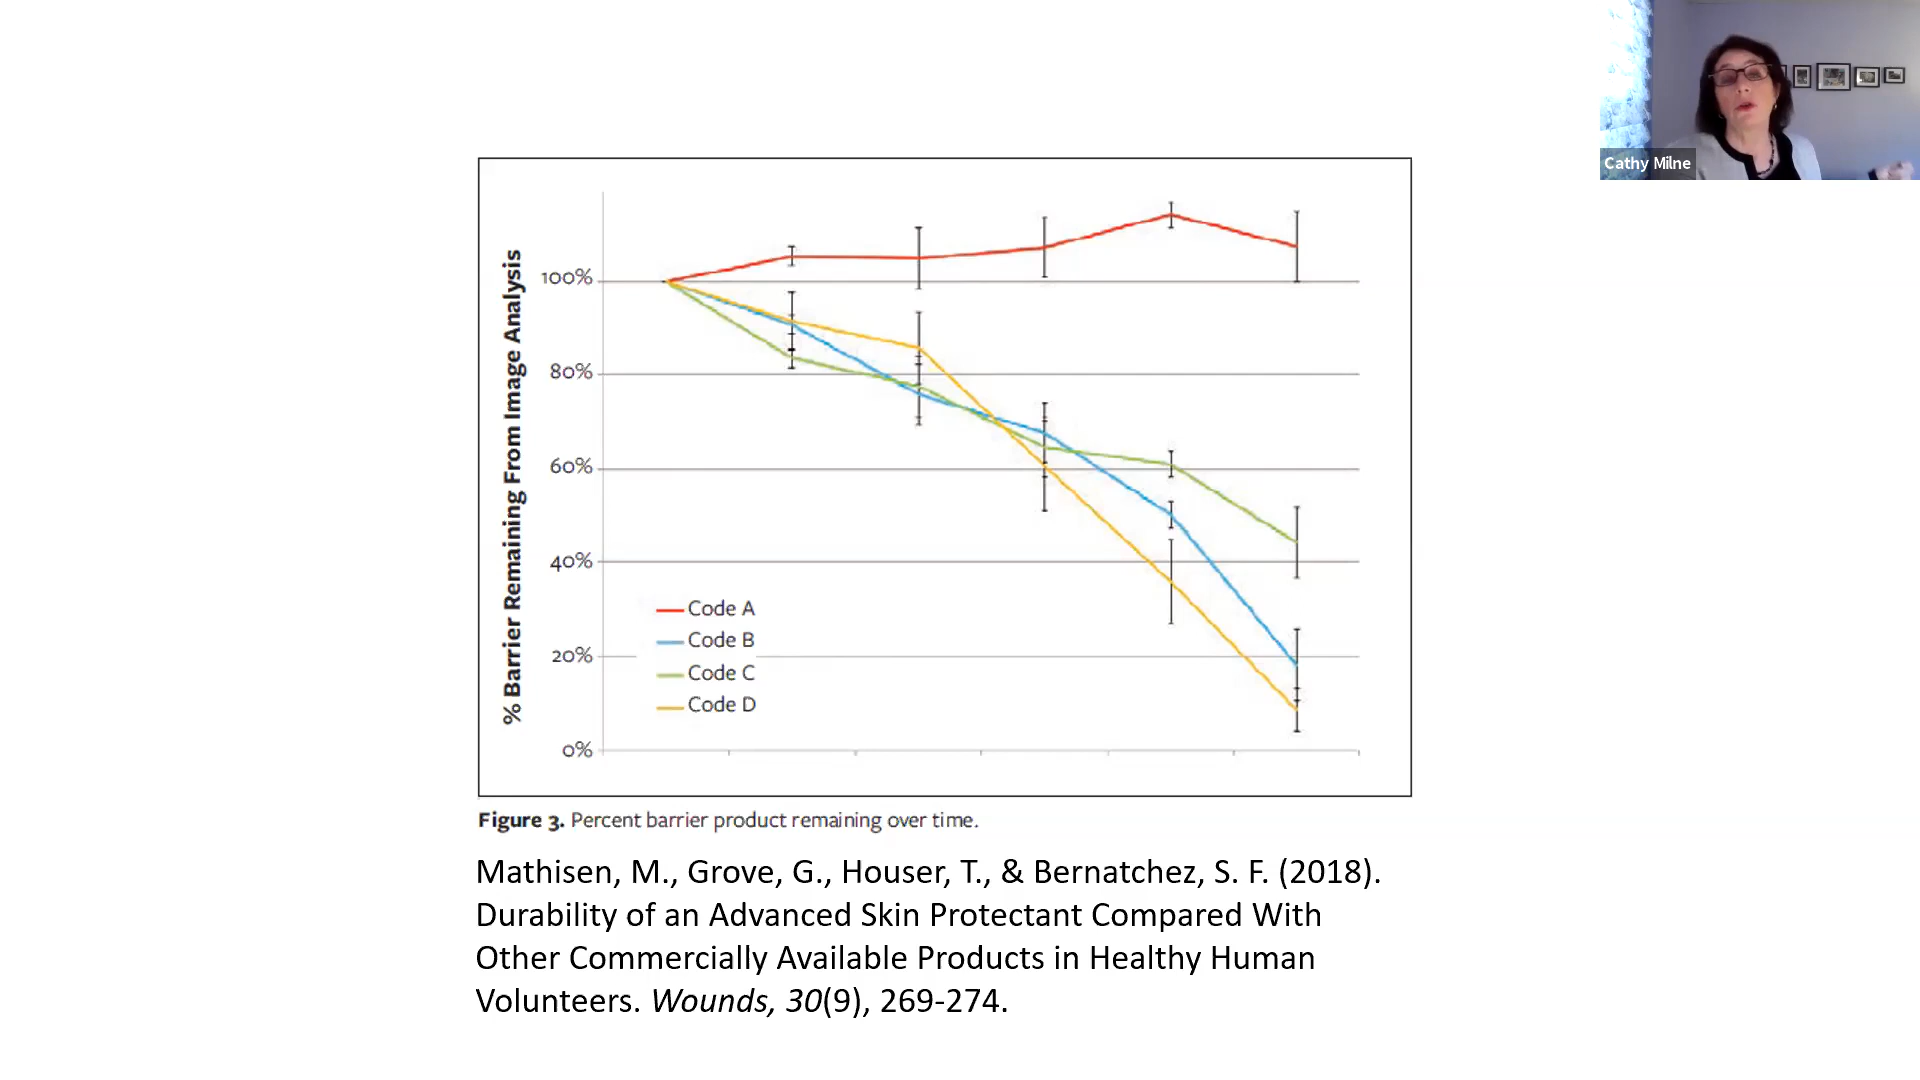 Cathy Milne
% Barrier Remaining From Image Analysis
100%
80%
60%
40%
20%
0%
Code A
Code B
Code C
Code D
Figure 3. Percent barrier product remaining over time.
Mathisen, M., Grove, G., Houser, T., & Bernatchez, S. F. (2018).
Durability of an Advanced Skin Protectant Compared With
Other Commercially Available Products in Healthy Human
Volunteers. Wounds, 30(9), 269-274.